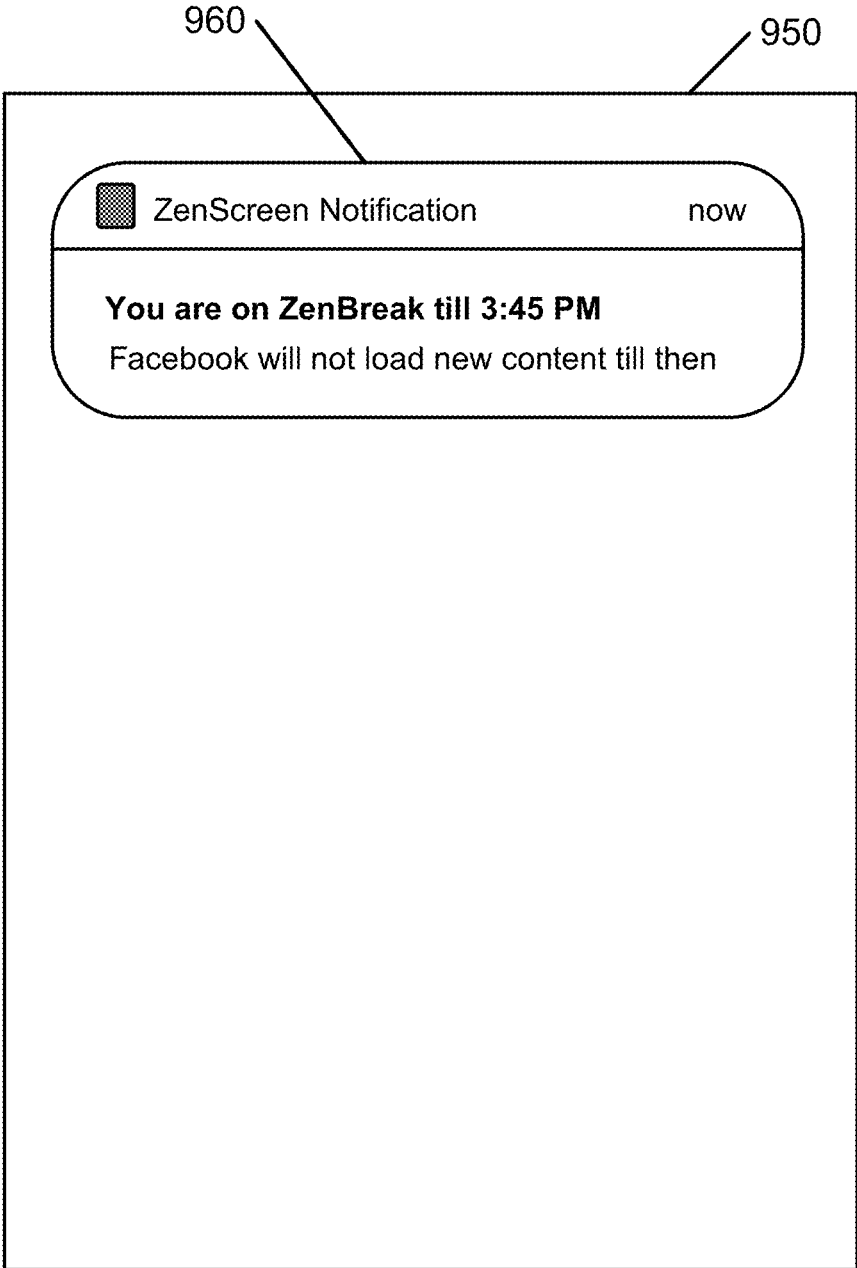 960
950
ZenScreen Notification now
You are on ZenBreak till 3:45 PM
Facebook will not load new content till then